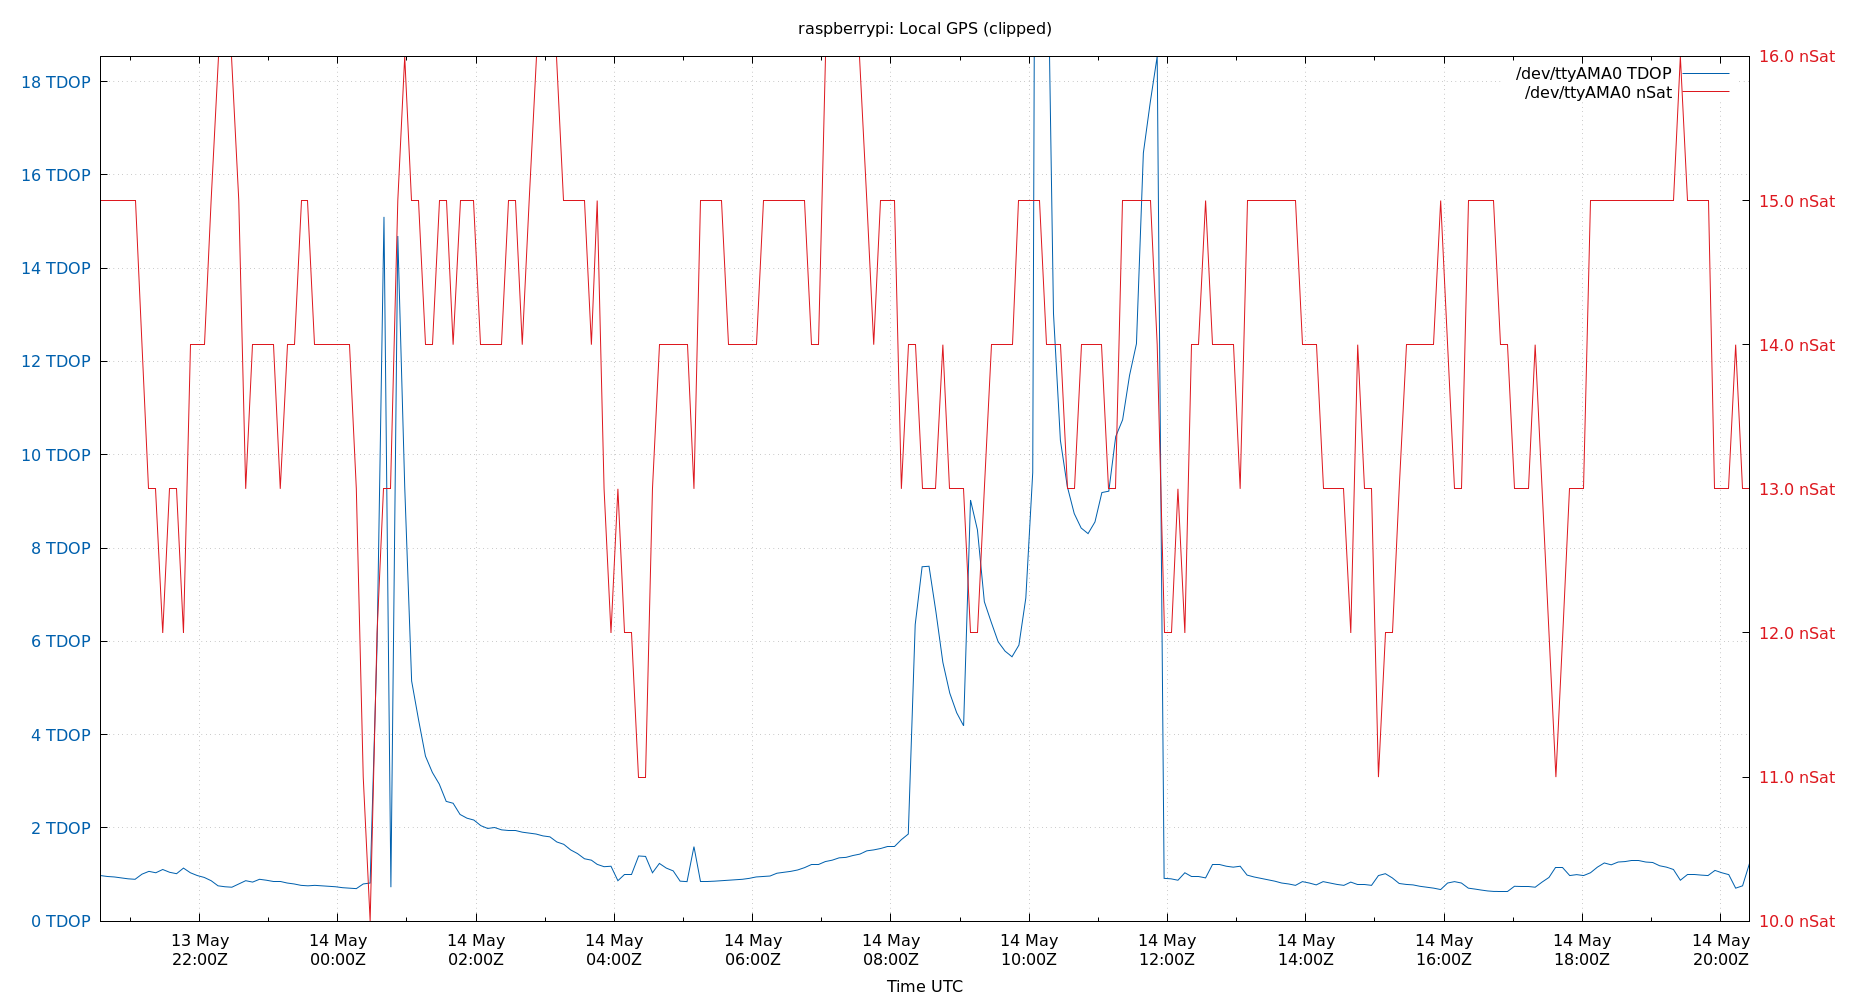 raspberrypi: Local GPS (clipped)
18 TDOP
16 TDOP
14 TDOP
12 TDOP
10 TDOP
8 TDOP
6 TDOP
4 TDOP
2 TDOP
0 TDOP
16.0 nSat
15.0 nSat
14.0 nSat
13.0 nSat
12.0 nSat
11.0 nSat
10.0 nSat
/dev/ttyAMA0 TDOP
/dev/ttyAMA0 nSat
13 May
22:00Z
14 May
00:00Z
14 May
02:00Z
14 May
04:00Z
14 May
06:00Z
14 May
08:00Z
14 May
10:00Z
14 May
12:00Z
14 May
14:00Z
14 May
16:00Z
14 May
18:00Z
14 May
20:00Z
Time UTC